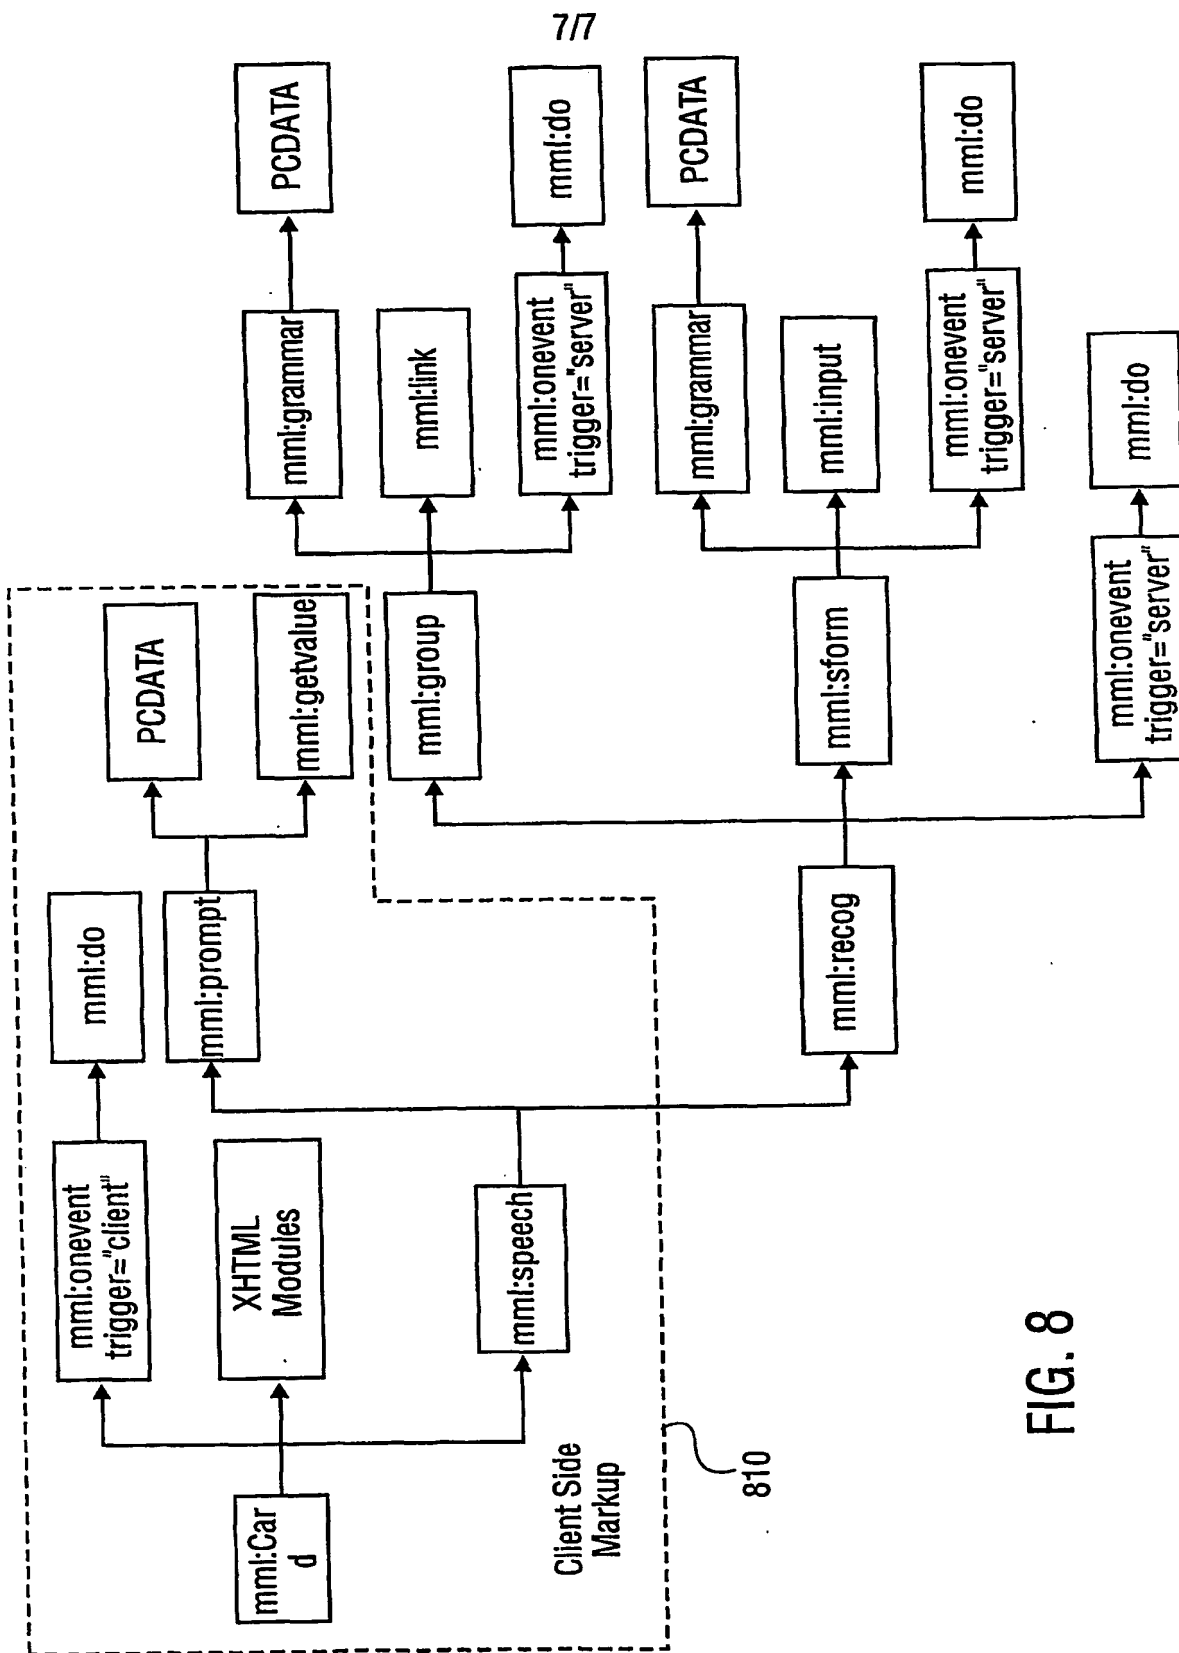 7/7
mml:Car
d
mml:onevent
trigger="client"
mml:do
XHTML
Modules
mml:speech
mml:prompt
PCDATA
mml:getvalue
Client Side
Markup
810
mml:recog
mml:group
mml:grammar
PCDATA
mml:link
mml:onevent
trigger="server"
mml:do
mml:sform
mml:grammar
PCDATA
mml:input
mml:onevent
trigger="server"
mml:do
mml:onevent
trigger="server"
mml:do
FIG. 8